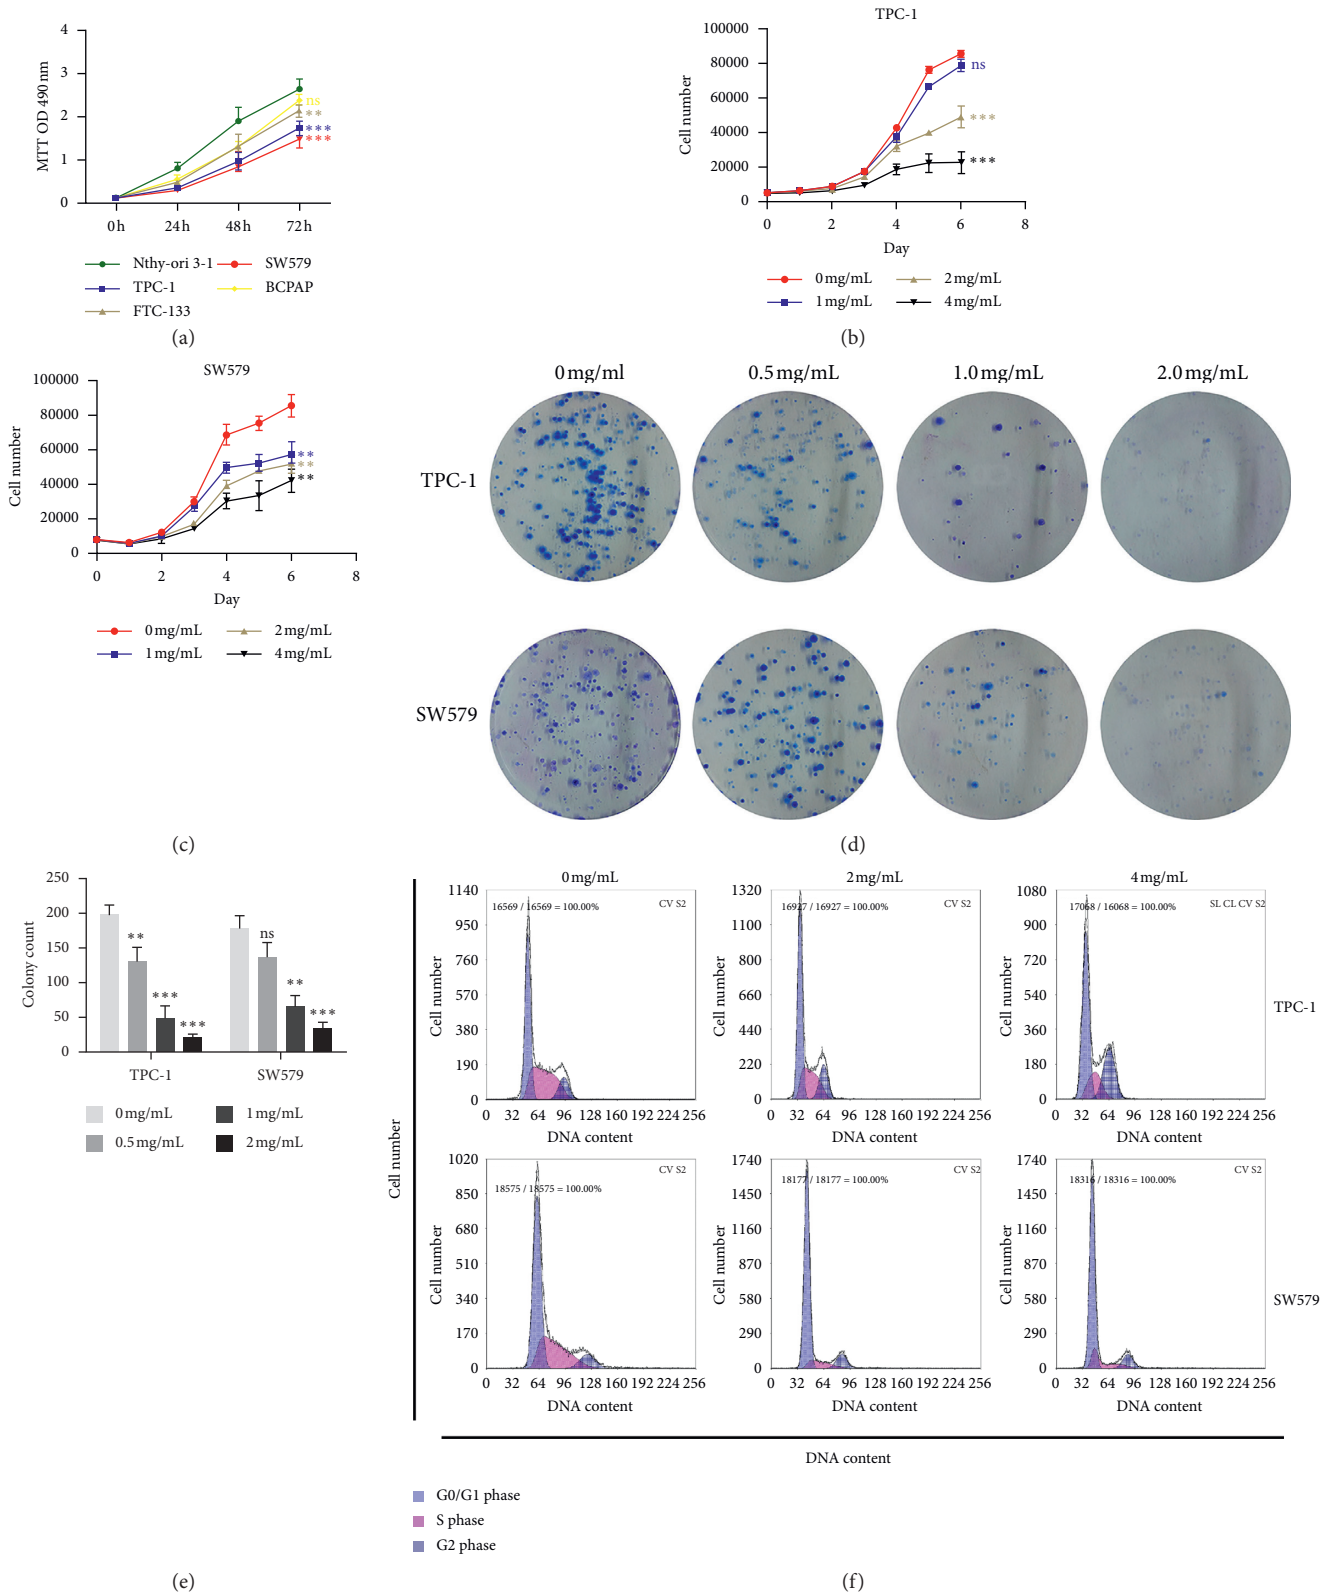 4
3
2
1
0
MTT OD 490 nm
ns
**
***
***
0 h 24 h 48 h 72 h
Nthy-ori 3-1 SW579
TPC-1 BCPAP
FTC-133
(a)
TPC-1
100000
80000
60000
40000
20000
0
Cell number
ns
***
***
0 2 4 6 8
Day
0 mg/mL 2 mg/mL
1 mg/mL 4 mg/mL
(b)
SW579
100000
80000
60000
40000
20000
0
Cell number
**
**
**
0 2 4 6 8
Day
0 mg/mL 2 mg/mL
1 mg/mL 4 mg/mL
(c)
0 mg/ml 0.5 mg/mL 1.0 mg/mL 2.0 mg/mL
TPC-1
SW579
(d)
250
200
150
100
50
0
Colony count
** *** *** ns ** ***
TPC-1 SW579
0 mg/mL 1 mg/mL
0.5 mg/mL 2 mg/mL
(e)
Cell number
0 mg/mL 2 mg/mL 4 mg/mL
1140
950
760
570
380
190
0
Cell number
16569 / 16569 = 100.00%
CV S2
0 32 64 96 128 160 192 224 256
DNA content
1320
1100
880
660
440
220
0
Cell number
16927 / 16927 = 100.00%
CV S2
0 32 64 96 128 160 192 224 256
DNA content
1080
900
720
540
360
180
0
Cell number
17068 / 16068 = 100.00%
SL CL CV S2
0 32 64 96 128 160 192 224 256
DNA content
TPC-1
1020
850
680
510
340
170
0
Cell number
18575 / 18575 = 100.00%
CV S2
0 32 64 96 128 160 192 224 256
DNA content
1740
1450
1160
870
580
290
0
Cell number
18177 / 18177 = 100.00%
CV S2
0 32 64 96 128 160 192 224 256
DNA content
1740
1450
1160
870
580
290
0
Cell number
18316 / 18316 = 100.00%
CV S2
0 32 64 96 128 160 192 224 256
DNA content
SW579
DNA content
G0/G1 phase
S phase
G2 phase
(f)